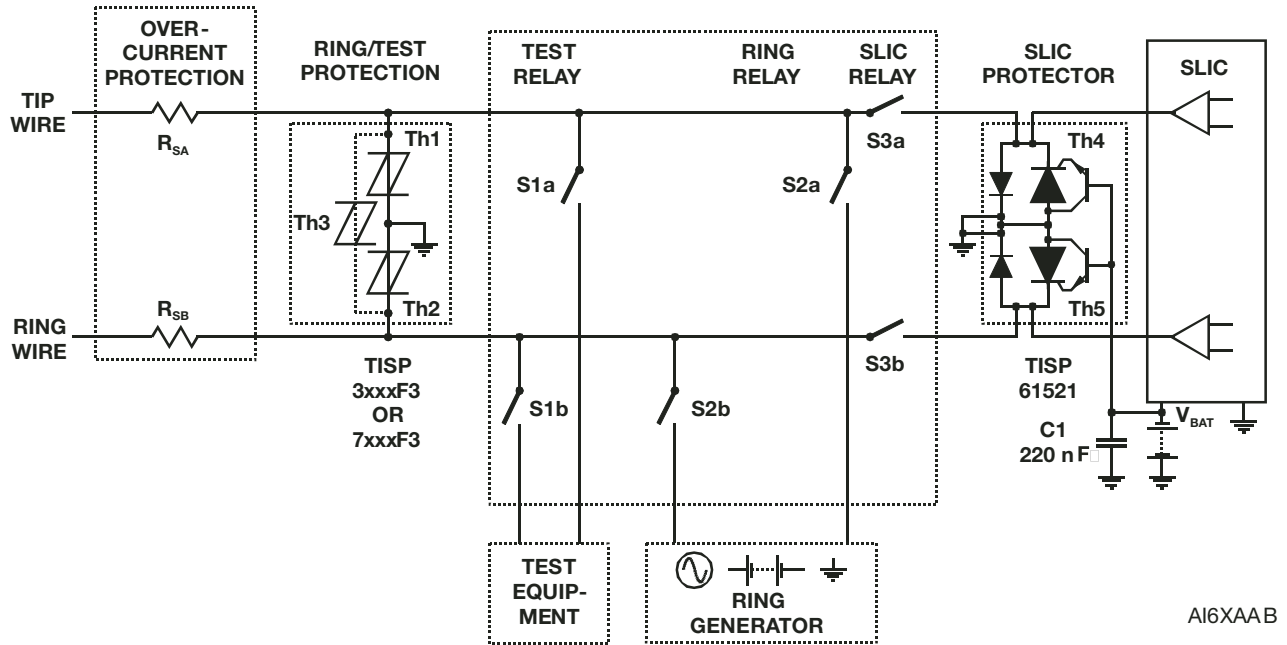 OVER-
CURRENT
PROTECTION
RING/TEST
PROTECTION
TEST
RELAY
RING
RELAY
SLIC
RELAY
SLIC
PROTECTOR
SLIC
TIP
WIRE
RSA
Th1
Th3
Th2
S1a
S2a
S3a
Th4
Th5
RING
WIRE
RSB
TISP
3xxxF3
OR
7xxxF3
S1b
S2b
S3b
TISP
61521
C1
220 nF
VBAT
TEST
EQUIP-
MENT
RING
GENERATOR
AI6XAAB